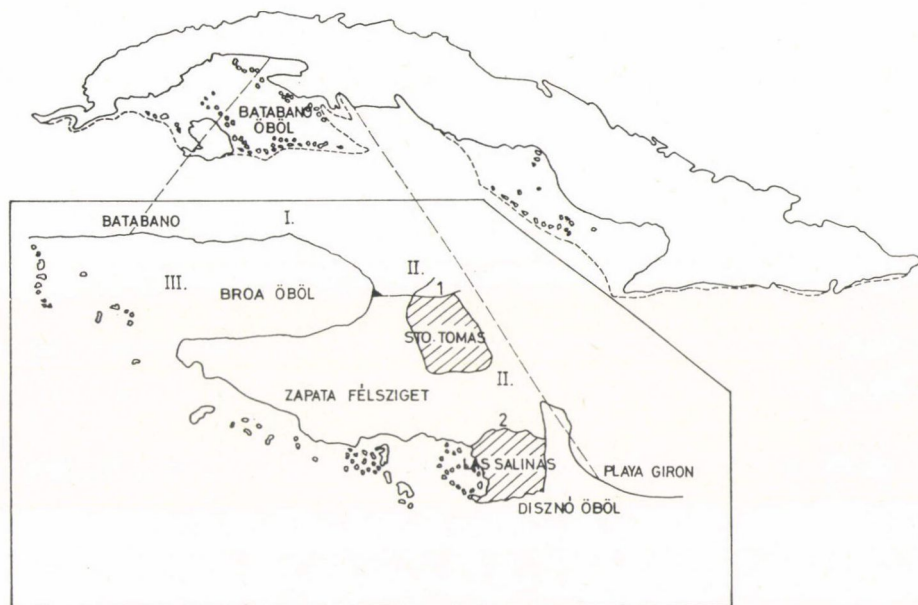 BATABANO
ÖBÖL
BATABANO
I.
III.
BROA ÖBÖL
II.
1
STO. TOMAS
II.
ZAPATA FÉLSZIGET
2
LAS SALINAS
PLAYA GIRON
DISZNÓ ÖBÖL